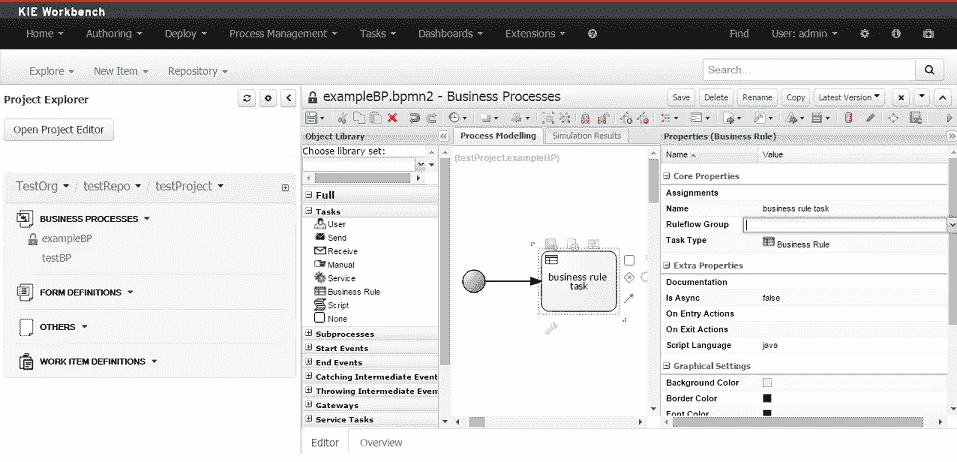 KIE Workbench
Home Authoring Deploy Process Management Tasks Dashboards Extensions Find User: admin
Explore New Item Repository Search...
Project Explorer
Open Project Editor
TestOrg / testRepo / testProject
BUSINESS PROCESSES
exampleBP
testBP
FORM DEFINITIONS
OTHERS
WORK ITEM DEFINITIONS
exampleBP.bpmn2 - Business Processes
Save Delete Rename Copy Latest Version
Object Library
Choose library set:
Full
Tasks
User
Send
Receive
Manual
Service
Business Rule
Script
None
Subprocesses
Start Events
End Events
Catching Intermediate Event
Throwing Intermediate Even
Gateways
Service Tasks
Process Modelling Simulation Results
(testProject.exampleBP)
business rule
task
Properties (Business Rule)
Name Value
Core Properties
Assignments
Name business rule task
Ruleflow Group
Task Type Business Rule
Extra Properties
Documentation
Is Async false
On Entry Actions
On Exit Actions
Script Language java
Graphical Settings
Background Color
Border Color
Font Color
Editor Overview